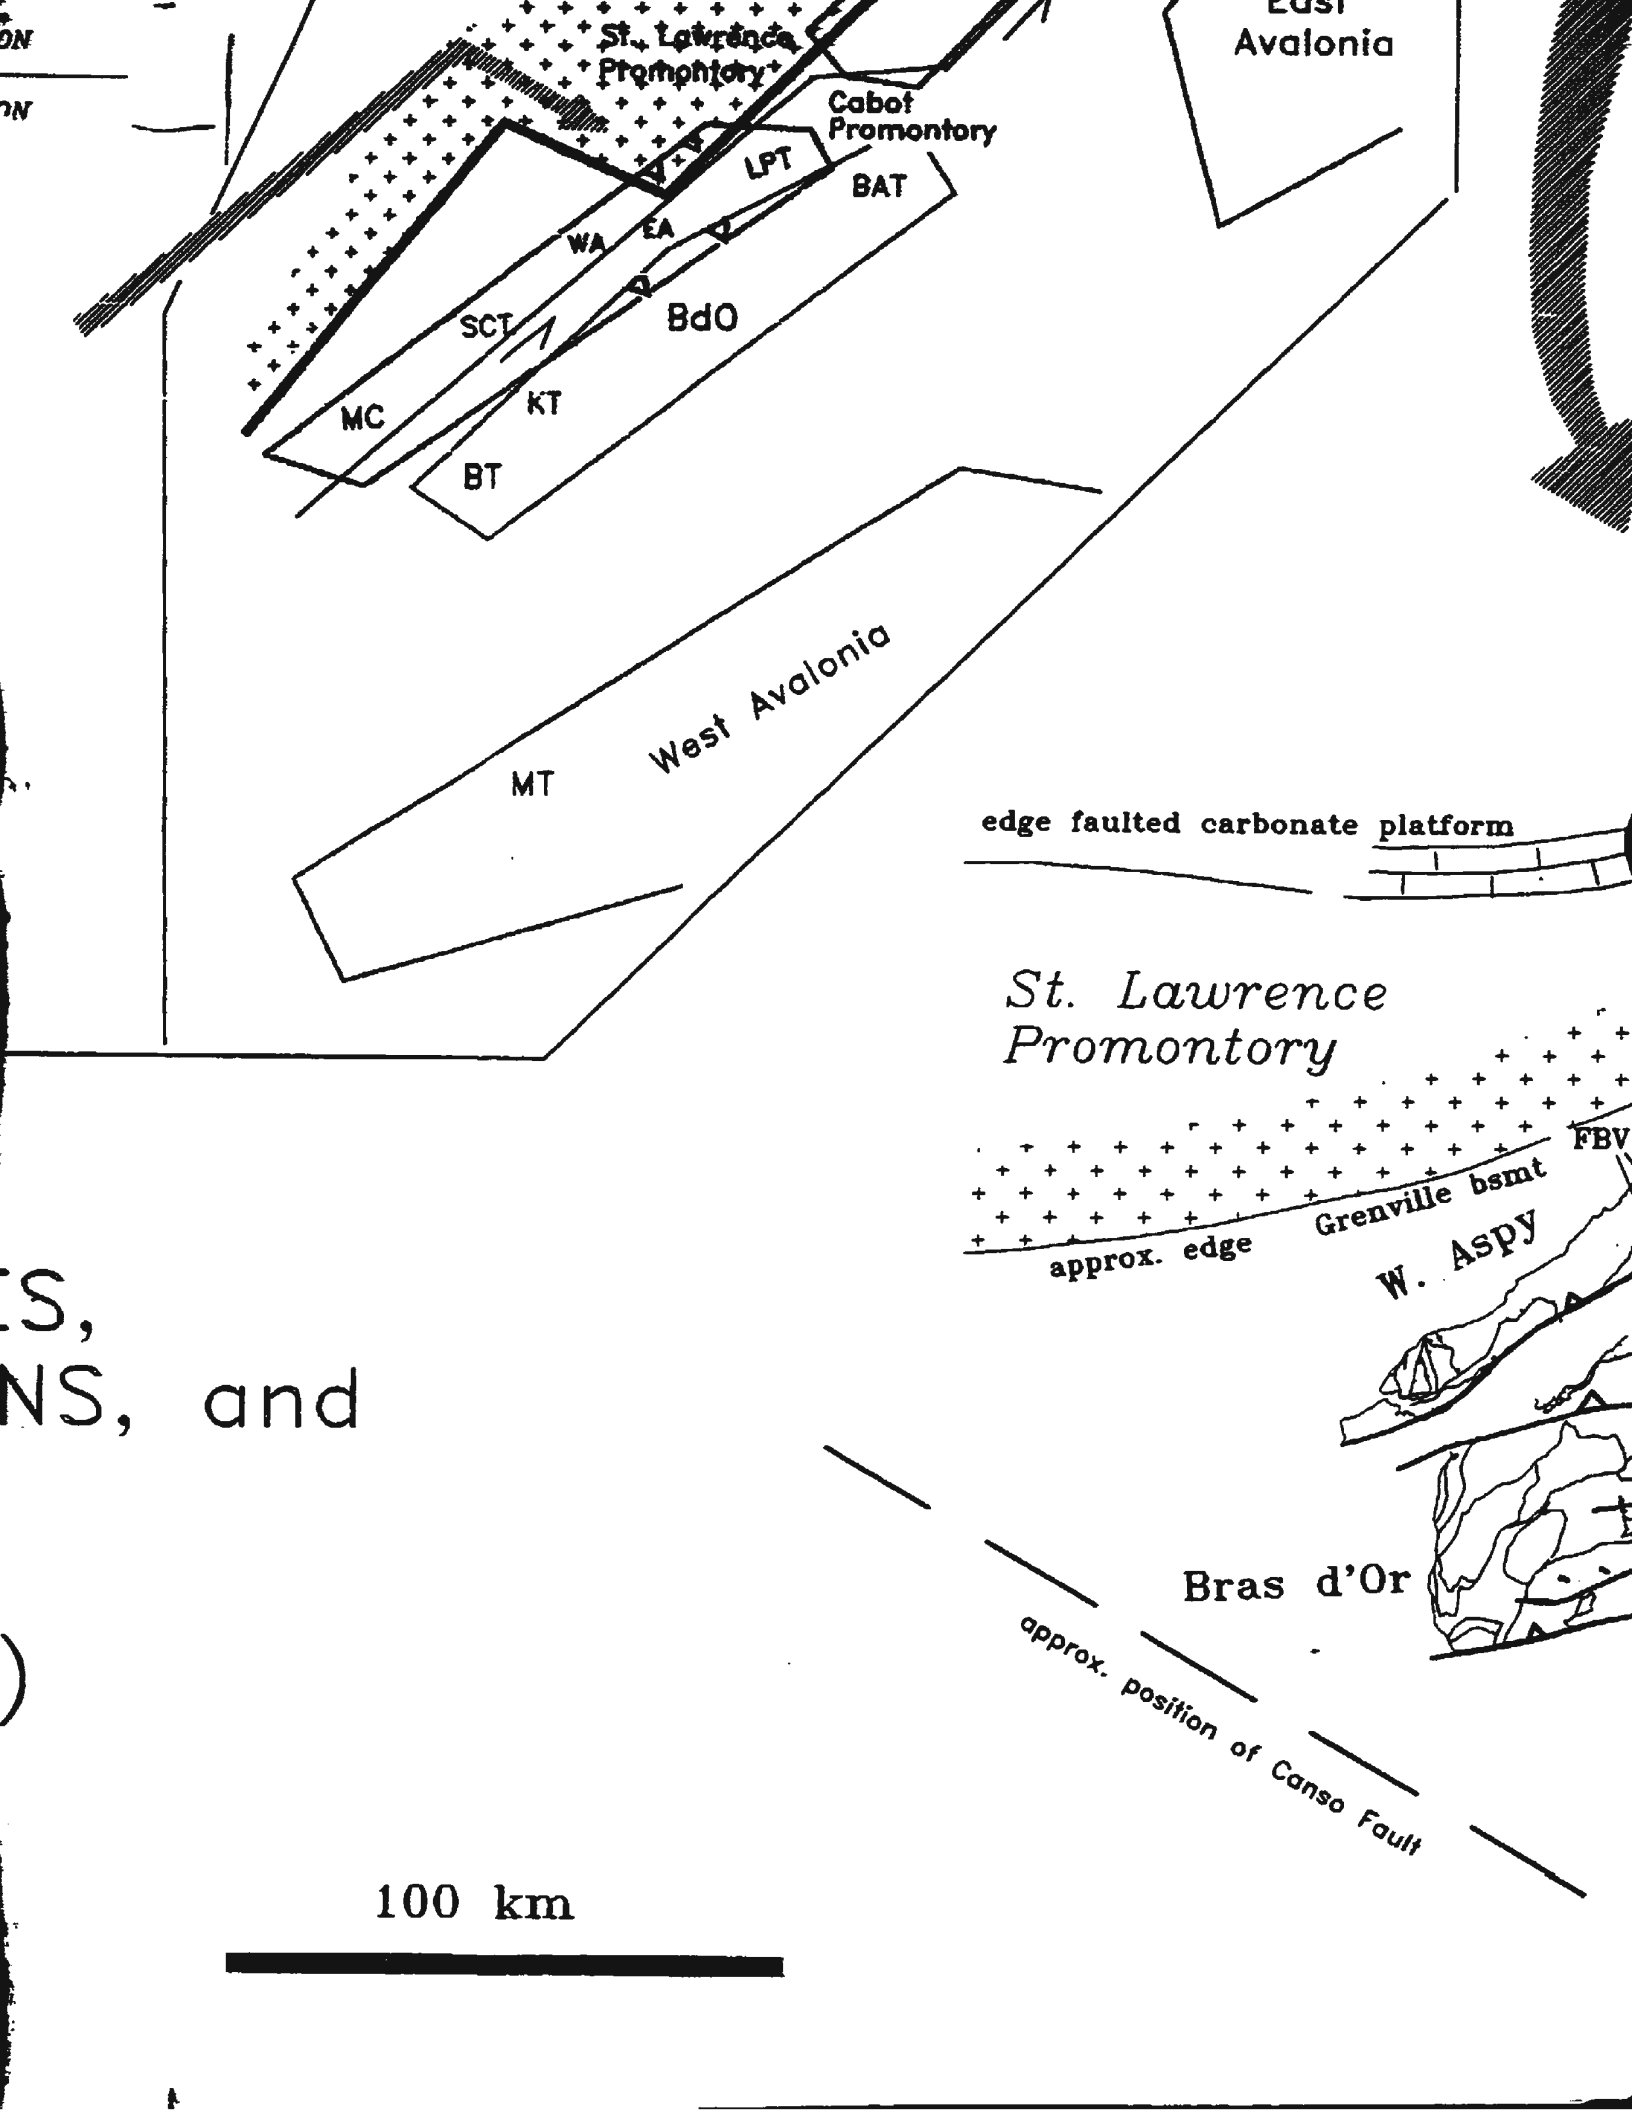 ON
St. Lawrence
Promontory
East
Avalonia
Cabot
Promontory
LPT
BAT
WA
EA
SCT
BdO
MC
KT
BT
West Avalonia
MT
edge faulted carbonate platform
St. Lawrence
Promontory
FBV
approx. edge Grenville bsmt
W. Aspy
S,
NS, and
Bras d'Or
approx. position of Canso Fault
)
100 km